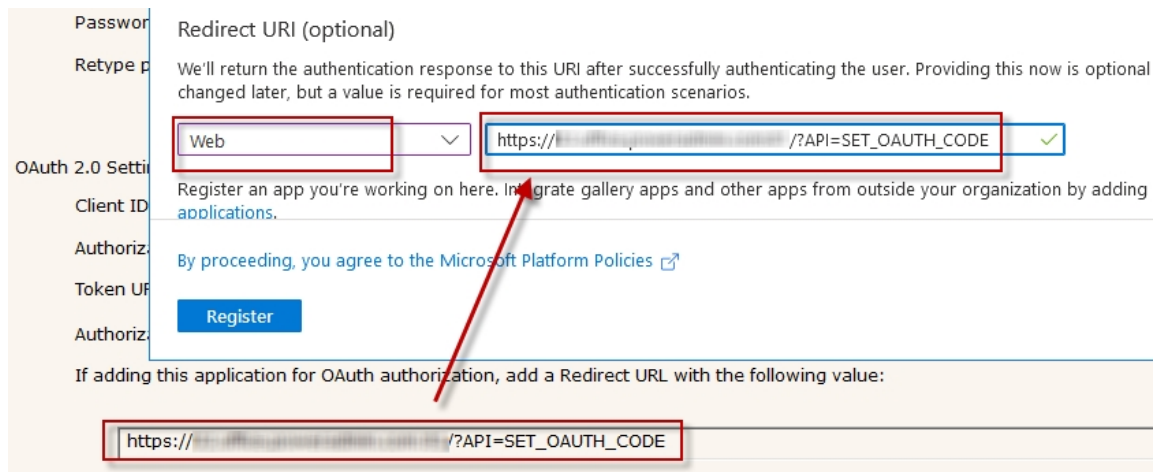 Passwor
Retype p
OAuth 2.0 Setti
Client ID
Authoriz
Token UR
Authoriz
Redirect URI (optional)
We'll return the authentication response to this URI after successfully authenticating the user. Providing this now is optional
changed later, but a value is required for most authentication scenarios.
Web
https:// /?API=SET_OAUTH_CODE
Register an app you're working on here. Integrate gallery apps and other apps from outside your organization by adding
applications.
By proceeding, you agree to the Microsoft Platform Policies
Register
If adding this application for OAuth authorization, add a Redirect URL with the following value:
https:// /?API=SET_OAUTH_CODE